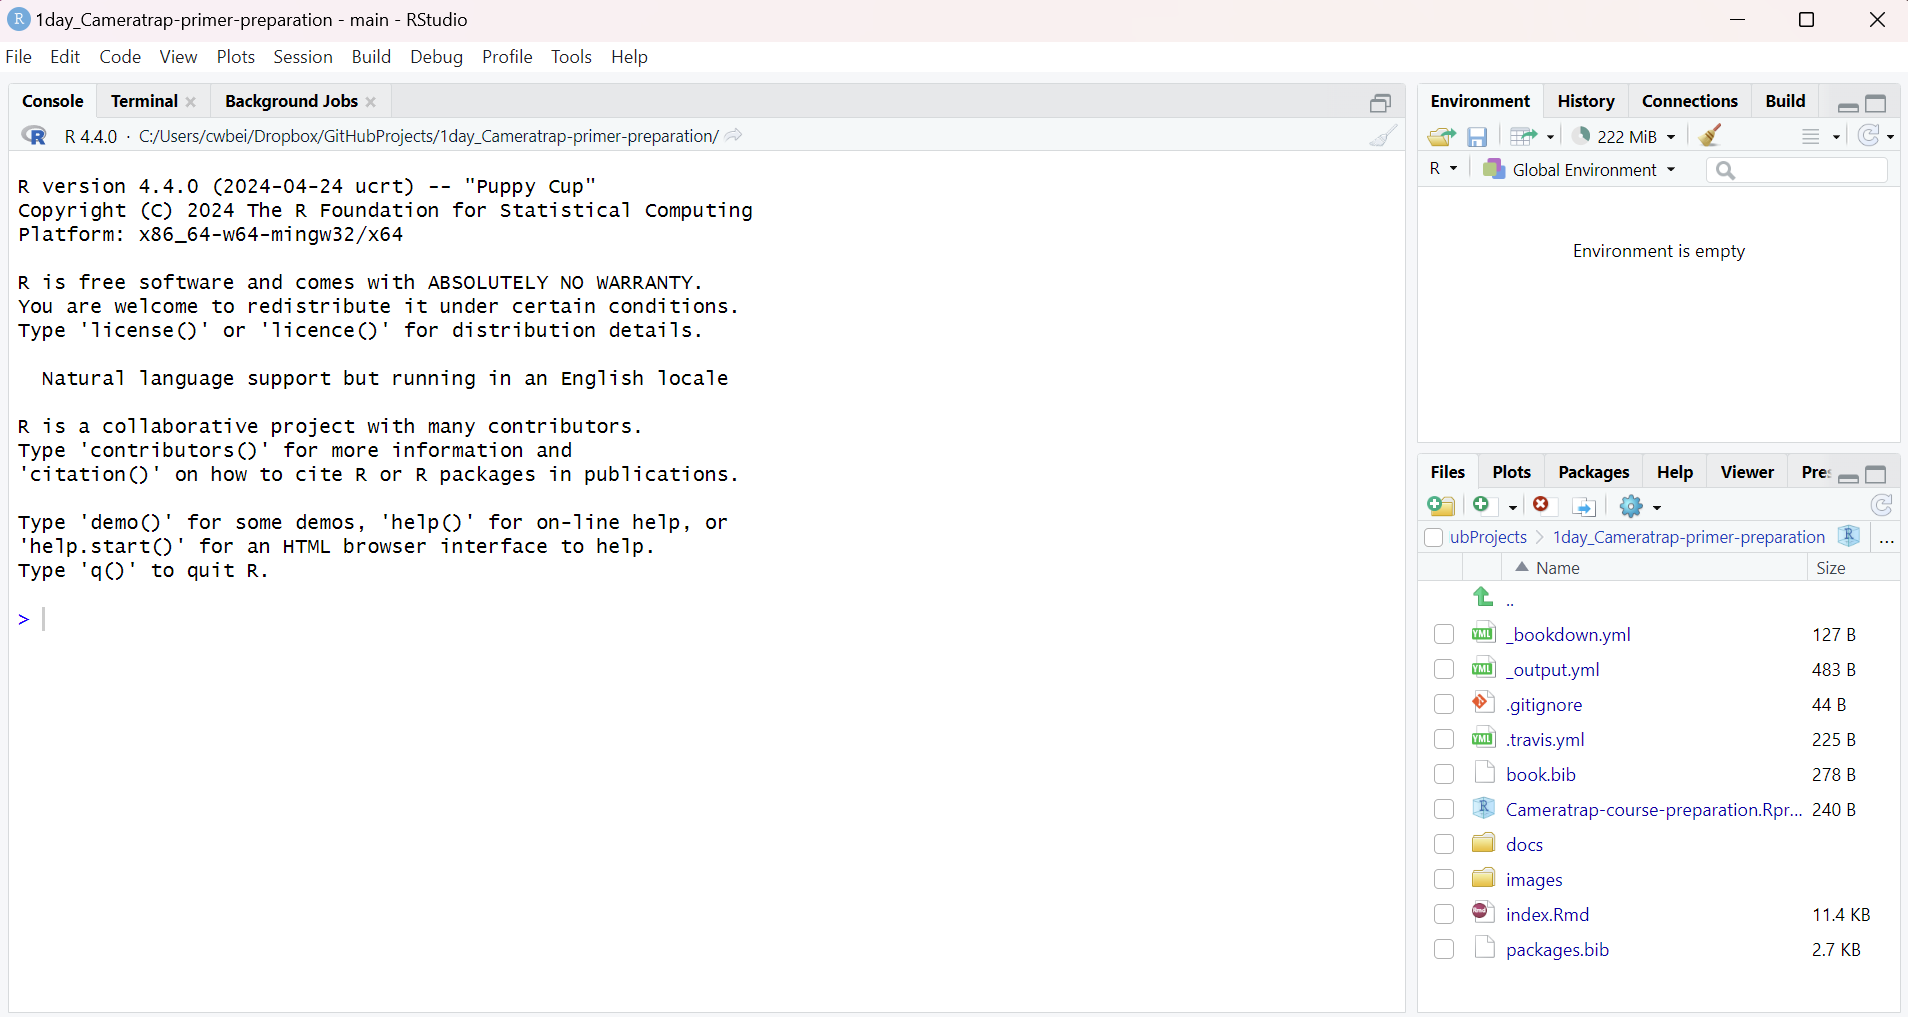 1day_Cameratrap-primer-preparation - main - RStudio
File Edit Code View Plots Session Build Debug Profile Tools Help
Console Terminal Background Jobs
R 4.4.0 · C:/Users/cwbei/Dropbox/GitHubProjects/1day_Cameratrap-primer-preparation/
R version 4.4.0 (2024-04-24 ucrt) -- "Puppy Cup"
Copyright (C) 2024 The R Foundation for Statistical Computing
Platform: x86_64-w64-mingw32/x64
R is free software and comes with ABSOLUTELY NO WARRANTY.
You are welcome to redistribute it under certain conditions.
Type 'license()' or 'licence()' for distribution details.
Natural language support but running in an English locale
R is a collaborative project with many contributors.
Type 'contributors()' for more information and
'citation()' on how to cite R or R packages in publications.
Type 'demo()' for some demos, 'help()' for on-line help, or
'help.start()' for an HTML browser interface to help.
Type 'q()' to quit R.
>
Environment History Connections Build
222 MiB
R Global Environment
Environment is empty
Files Plots Packages Help Viewer Pres
ubProjects > 1day_Cameratrap-primer-preparation ...
Name Size
..
_bookdown.yml 127 B
_output.yml 483 B
.gitignore 44 B
.travis.yml 225 B
book.bib 278 B
Cameratrap-course-preparation.Rpr... 240 B
docs
images
index.Rmd 11.4 KB
packages.bib 2.7 KB